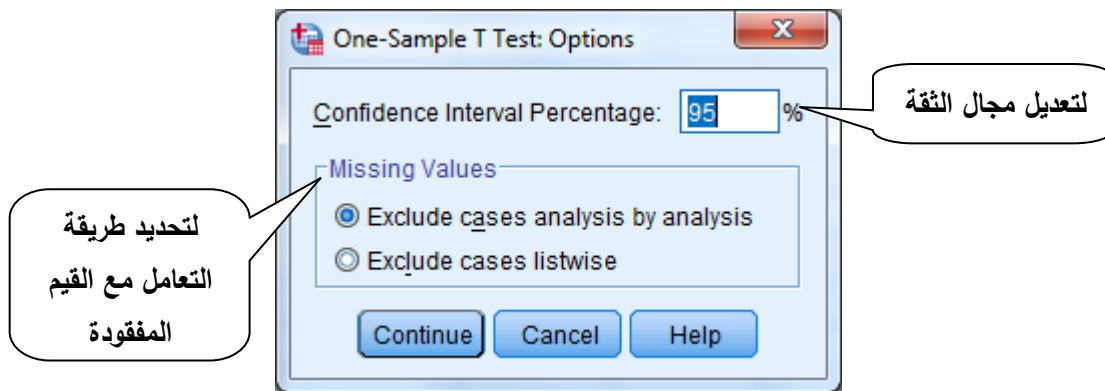 One-Sample T Test: Options
Confidence Interval Percentage: 95 %
لتعديل مجال الثقة
Missing Values
Exclude cases analysis by analysis
Exclude cases listwise
لتحديد طريقة
التعامل مع القيم
المفقودة
Continue Cancel Help